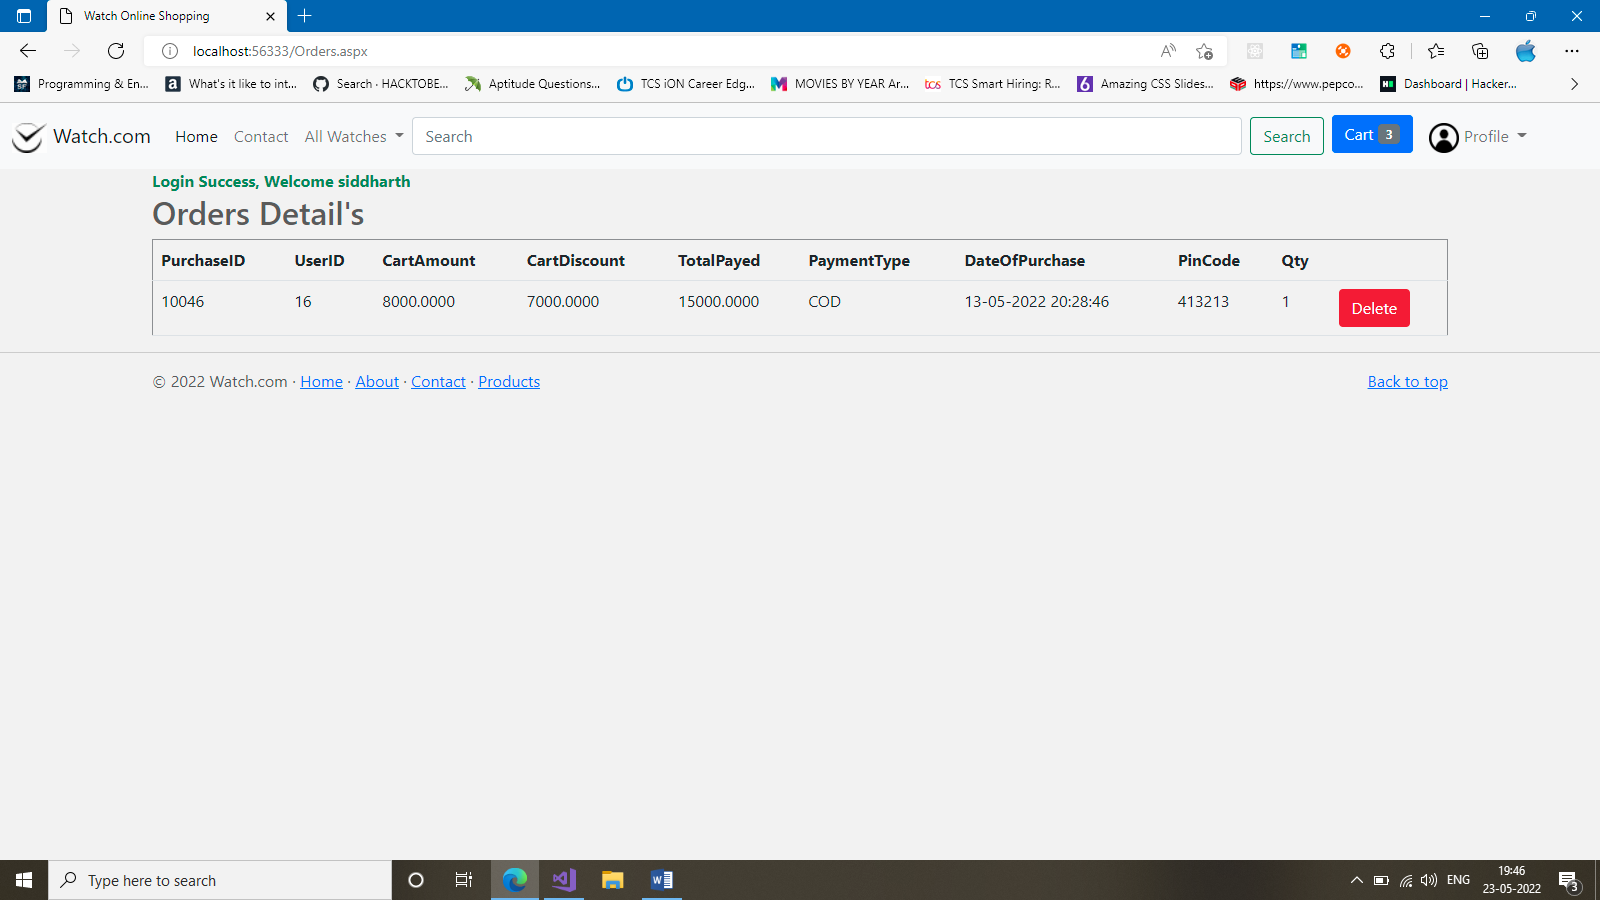 Watch Online Shopping
localhost:56333/Orders.aspx
Programming & En... What's it like to int... Search · HACKTOBE... Aptitude Questions... TCS iON Career Edg... MOVIES BY YEAR Ar... TCS Smart Hiring: R... Amazing CSS Slides... https://www.pepco... Dashboard | Hacker...
Watch.com Home Contact All Watches Search Search Cart 3 Profile
Login Success, Welcome siddharth
Orders Detail's
PurchaseID UserID CartAmount CartDiscount TotalPayed PaymentType DateOfPurchase PinCode Qty
10046 16 8000.0000 7000.0000 15000.0000 COD 13-05-2022 20:28:46 413213 1 Delete
© 2022 Watch.com · Home · About · Contact · Products Back to top
Type here to search ENG 19:46
23-05-2022 3